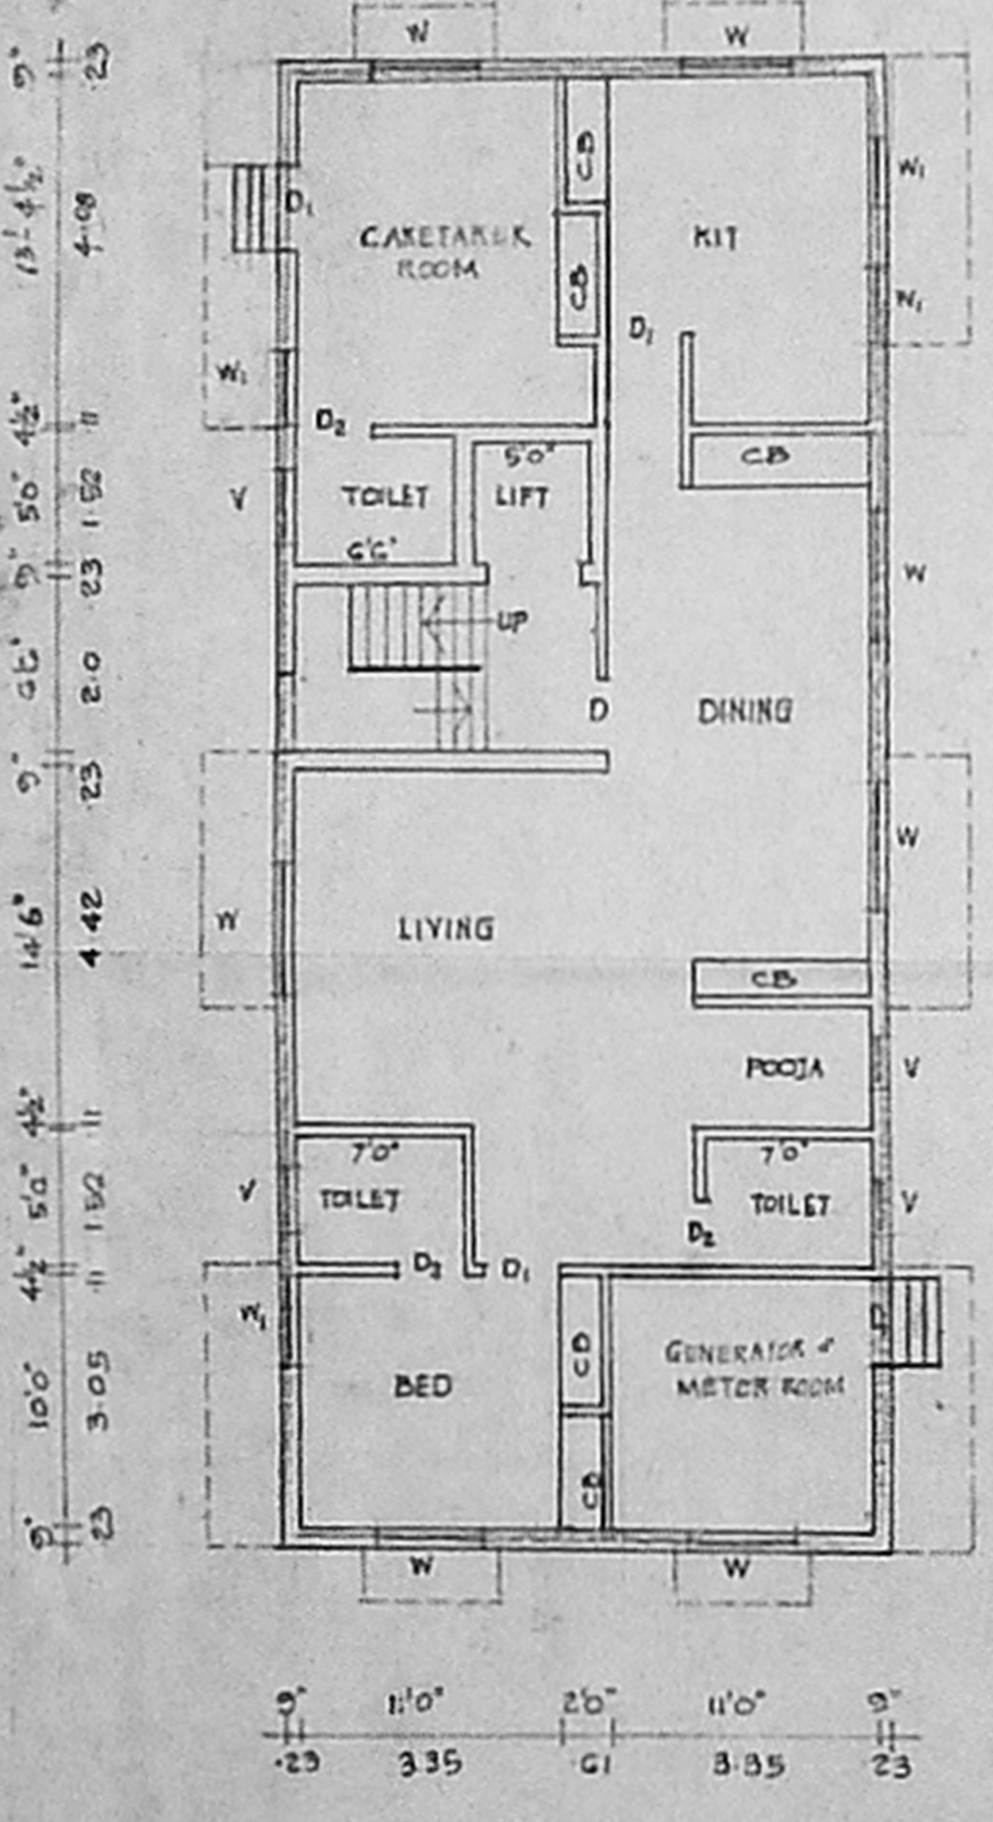 W
W
9"
.23
CB
W1
D1
13'-4½"
4.08
CARETAKER
ROOM
KIT
CB
W1
D1
W1
D2
4½"
11
5'0"
CB
V
TOILET
LIFT
5'0"
1.52
6'6"
9"
.23
W
UP
2.0
D
DINING
9"
.23
W
W
LIVING
14'6"
4.42
CB
POOJA
V
4½"
11
7'0"
7'0"
V
TOILET
TOILET
V
5'0"
1.52
D2
D2
D1
4½"
11
W1
D
CB
GENERATOR &
METER ROOM
BED
10'0"
3.05
CB
9"
.23
W
W
9"
11'0"
2'0"
11'0"
9"
.23
3.35
.61
3.35
.23